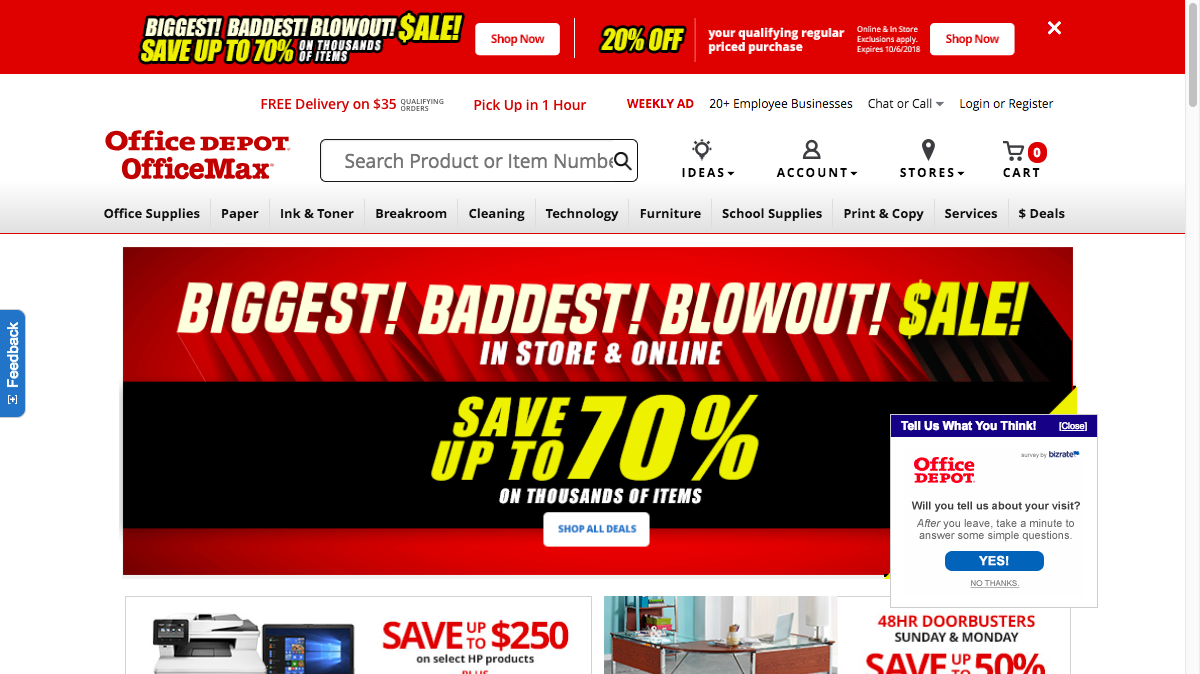 BIGGEST! BADDEST! BLOWOUT! $ALE!
SAVE UP TO 70% ON THOUSANDS OF ITEMS
Shop Now
20% OFF
your qualifying regular
priced purchase
Online & In Store
Exclusions apply.
Expires 10/6/2018
Shop Now
FREE Delivery on $35 QUALIFYING ORDERS
Pick Up in 1 Hour
WEEKLY AD
20+ Employee Businesses
Chat or Call
Login or Register
Office DEPOT
OfficeMax
Search Product or Item Numbe
IDEAS
ACCOUNT
STORES
0
CART
Office Supplies
Paper
Ink & Toner
Breakroom
Cleaning
Technology
Furniture
School Supplies
Print & Copy
Services
$ Deals
BIGGEST! BADDEST! BLOWOUT! $ALE!
IN STORE & ONLINE
SAVE UP TO 70%
ON THOUSANDS OF ITEMS
SHOP ALL DEALS
Feedback
Tell Us What You Think!
[Close]
survey by bizrate
Office
DEPOT
Will you tell us about your visit?
After you leave, take a minute to
answer some simple questions.
YES!
NO THANKS.
SAVE UP TO $250
on select HP products
PLUS
48HR DOORBUSTERS
SUNDAY & MONDAY
SAVE UP TO 50%